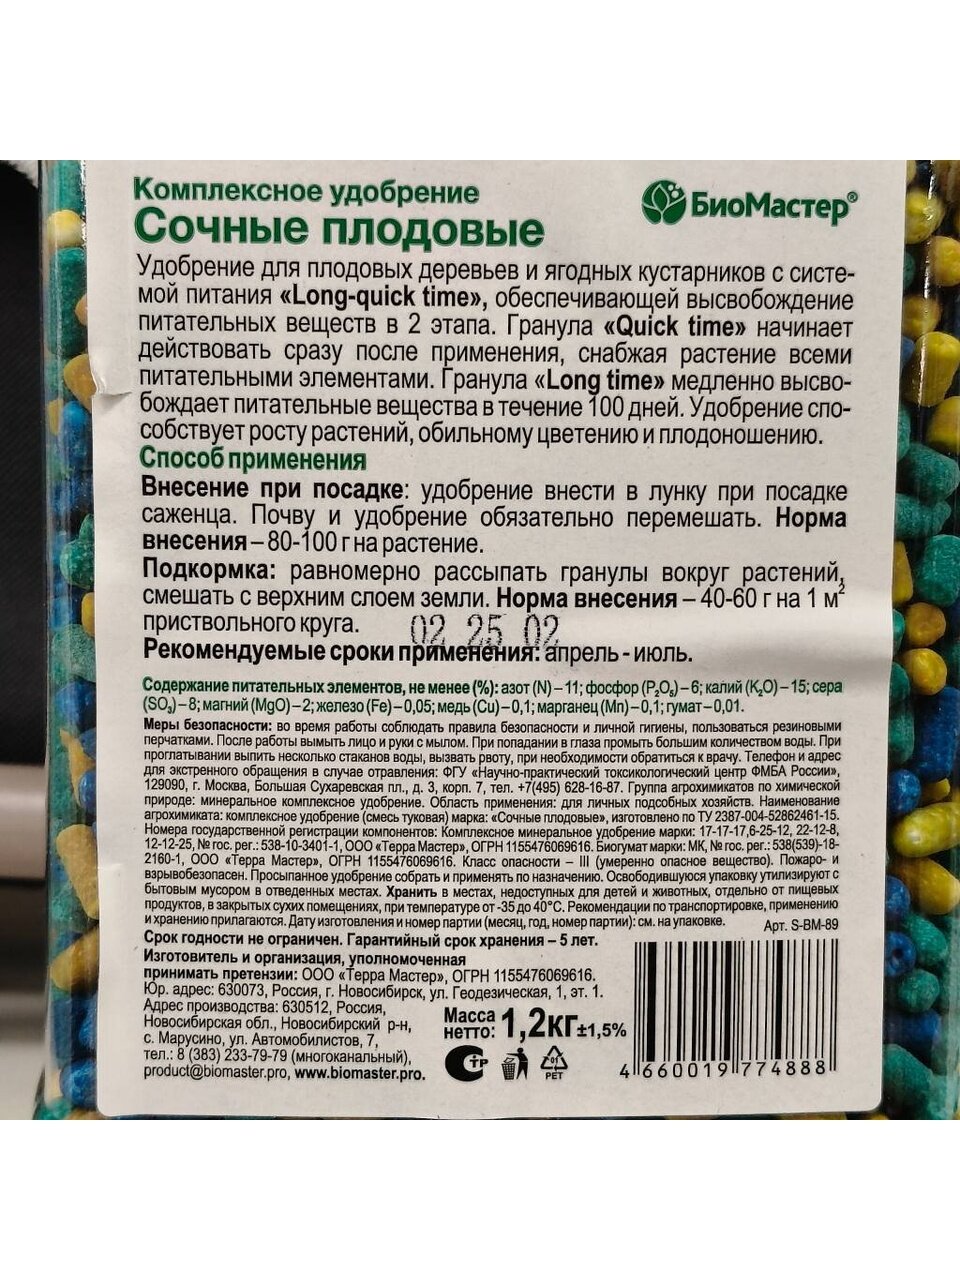 Комплексное удобрение
Сочные плодовые
БиоМастер®
Удобрение для плодовых деревьев и ягодных кустарников с систе-
мой питания «Long-quick time», обеспечивающей высвобождение
питательных веществ в 2 этапа. Гранула «Quick time» начинает
действовать сразу после применения, снабжая растение всеми
питательными элементами. Гранула «Long time» медленно высво-
бождает питательные вещества в течение 100 дней. Удобрение спо-
собствует росту растений, обильному цветению и плодоношению.
Способ применения
Внесение при посадке: удобрение внести в лунку при посадке
саженца. Почву и удобрение обязательно перемешать. Норма
внесения – 80-100 г на растение.
Подкормка: равномерно рассыпать гранулы вокруг растений,
смешать с верхним слоем земли. Норма внесения – 40-60 г на 1 м²
приствольного круга.
02 25 02
Рекомендуемые сроки применения: апрель - июль.
Содержание питательных элементов, не менее (%): азот (N) – 11; фосфор (P₂O₅) – 6; калий (K₂O) – 15; сера
(SO₃) – 8; магний (MgO) – 2; железо (Fe) – 0,05; медь (Cu) – 0,1; марганец (Mn) – 0,1; гумат – 0,01.
Меры безопасности: во время работы соблюдать правила безопасности и личной гигиены, пользоваться резиновыми
перчатками. После работы вымыть лицо и руки с мылом. При попадании в глаза промыть большим количеством воды. При
проглатывании выпить несколько стаканов воды, вызвать рвоту, при необходимости обратиться к врачу. Телефон и адрес
для экстренного обращения в случае отравления: ФГУ «Научно-практический токсикологический центр ФМБА России»,
129090, г. Москва, Большая Сухаревская пл., д. 3, корп. 7, тел. +7(495) 628-16-87. Группа агрохимикатов по химической
природе: минеральное комплексное удобрение. Область применения: для личных подсобных хозяйств. Наименование
агрохимиката: комплексное удобрение (смесь туковая) марка: «Сочные плодовые», изготовлено по ТУ 2387-004-52862461-15.
Номера государственной регистрации компонентов: Комплексное минеральное удобрение марки: 17-17-17,6-25-12, 22-12-8,
12-12-25, № гос. рег.: 538-10-3401-1, ООО «Терра Мастер», ОГРН 1155476069616. Биогумат марки: МК, № гос. рег.: 538(539)-18-
2160-1, ООО «Терра Мастер», ОГРН 1155476069616. Класс опасности – III (умеренно опасное вещество). Пожаро- и
взрывобезопасен. Просыпанное удобрение собрать и применять по назначению. Освободившуюся упаковку утилизируют с
бытовым мусором в отведенных местах. Хранить в местах, недоступных для детей и животных, отдельно от пищевых
продуктов, в закрытых сухих помещениях, при температуре от -35 до 40°С. Рекомендации по транспортировке, применению
и хранению прилагаются. Дату изготовления и номер партии (месяц, год, номер партии): см. на упаковке.
Арт. S-BM-89
Срок годности не ограничен. Гарантийный срок хранения – 5 лет.
Изготовитель и организация, уполномоченная
принимать претензии: ООО «Терра Мастер», ОГРН 1155476069616.
Юр. адрес: 630073, Россия, г. Новосибирск, ул. Геодезическая, 1, эт. 1.
Адрес производства: 630512, Россия,
Новосибирская обл., Новосибирский р-н,
с. Марусино, ул. Автомобилистов, 7,
тел.: 8 (383) 233-79-79 (многоканальный),
product@biomaster.pro, www.biomaster.pro.
Масса
нетто: 1,2кг±1,5%
СТР
01
PET
4 660019 774888